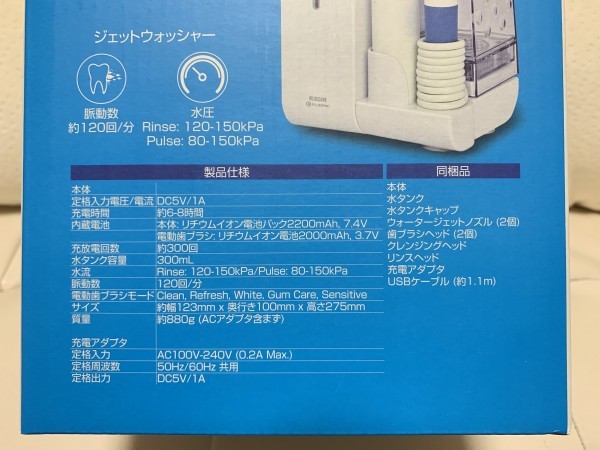 ジェットウォッシャー
脈動数
約120回/分
水圧
Rinse: 120-150kPa
Pulse: 80-150kPa
製品仕様
本体
定格入力電圧/電流 DC5V/1A
充電時間 約6-8時間
内蔵電池 本体: リチウムイオン電池パック2200mAh, 7.4V
電動歯ブラシ: リチウムイオン電池2000mAh, 3.7V
充放電回数 約300回
水タンク容量 300mL
水流 Rinse: 120-150kPa/Pulse: 80-150kPa
脈動数 120回/分
電動歯ブラシモード Clean, Refresh, White, Gum Care, Sensitive
サイズ 約幅123mm x 奥行き100mm x 高さ275mm
質量 約880g (ACアダプタ含まず)
充電アダプタ
定格入力 AC100V-240V (0.2A Max.)
定格周波数 50Hz/60Hz 共用
定格出力 DC5V/1A
同梱品
本体
水タンク
水タンクキャップ
ウォータージェットノズル (2個)
歯ブラシヘッド (2個)
クレンジングヘッド
リンスヘッド
充電アダプタ
USBケーブル (約1.1m)